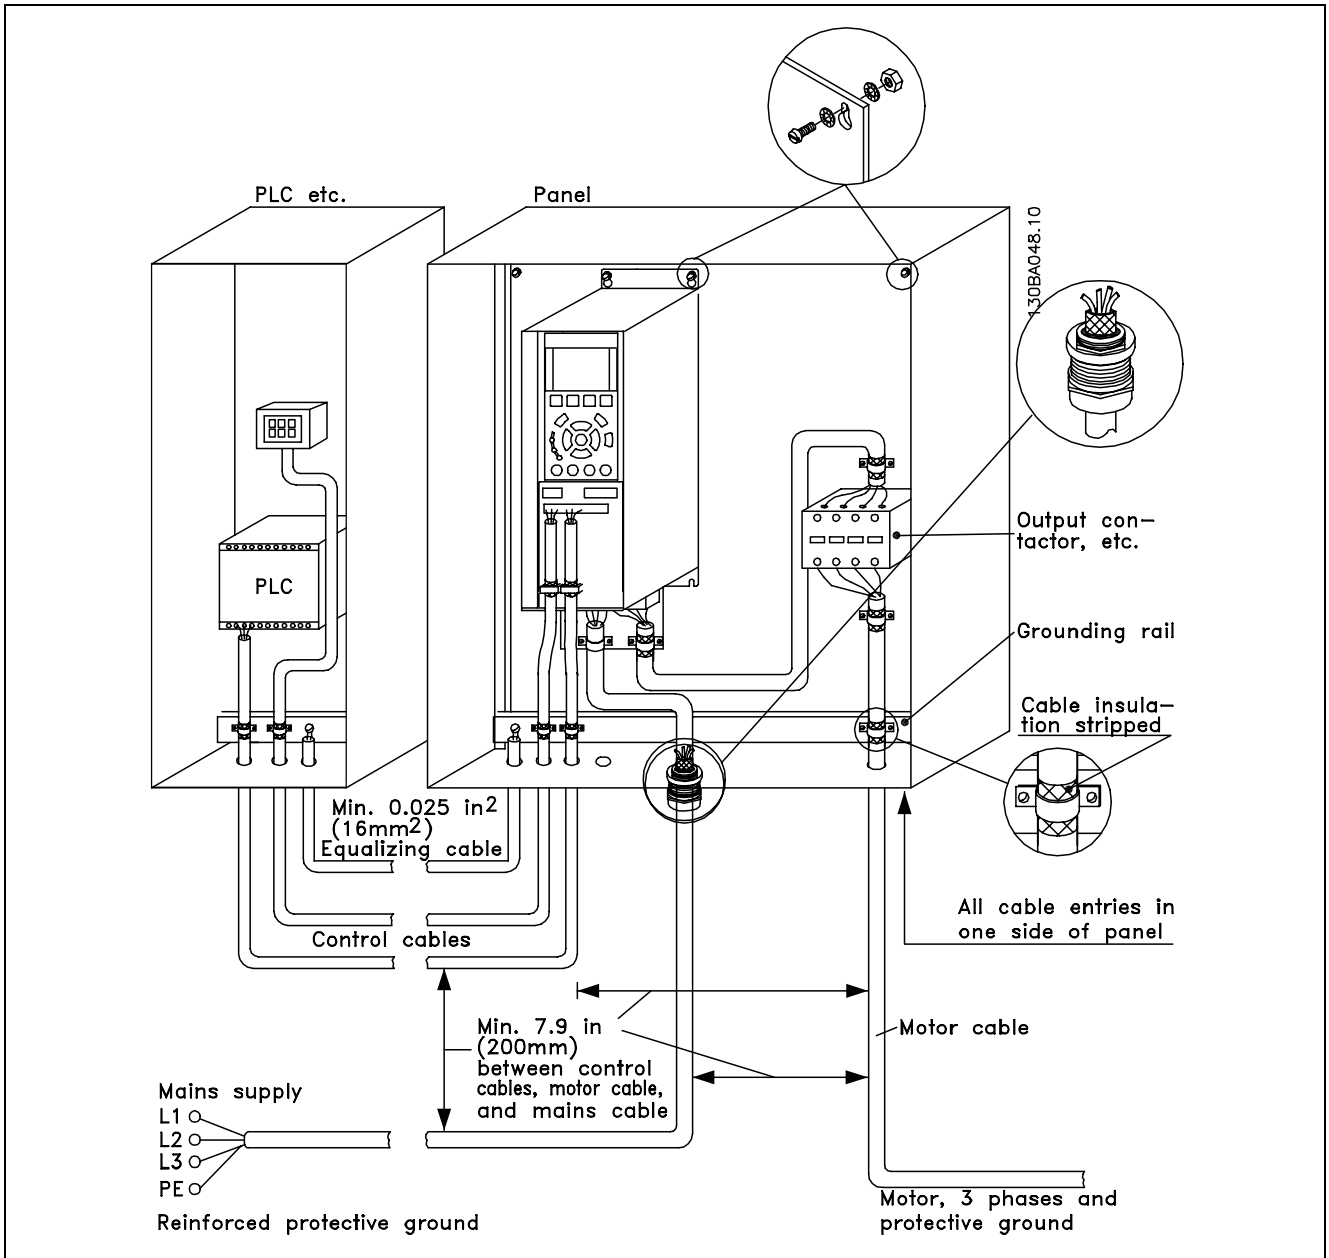 PLC etc.
Panel
130BA048.10
PLC
Output con-
tactor, etc.
Grounding rail
Cable insula-
tion stripped
Min. 0.025 in2
(16mm2)
Equalizing cable
All cable entries in
one side of panel
Control cables
Min. 7.9 in
(200mm)
between control
cables, motor cable,
and mains cable
Motor cable
Mains supply
L1
L2
L3
PE
Reinforced protective ground
Motor, 3 phases and
protective ground